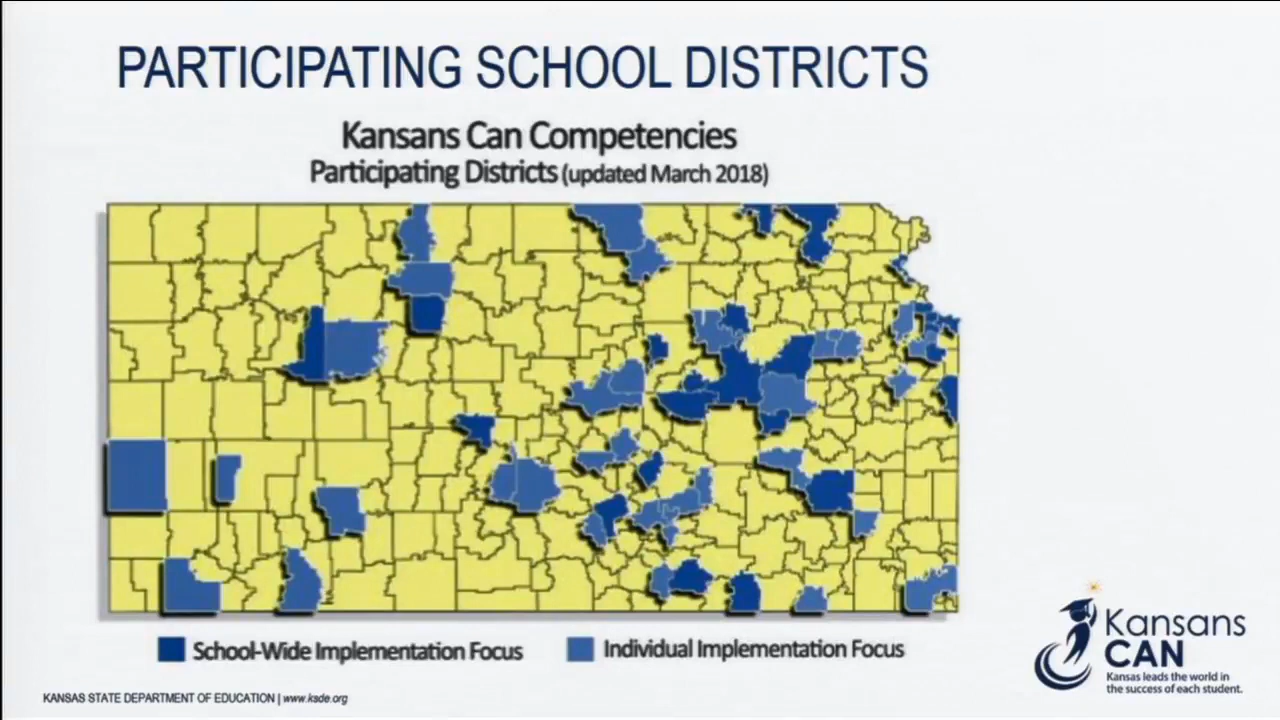 PARTICIPATING SCHOOL DISTRICTS
Kansans Can Competencies
Participating Districts (updated March 2018)
School-Wide Implementation Focus
Individual Implementation Focus
Kansans
CAN
Kansas leads the world in
the success of each student.
KANSAS STATE DEPARTMENT OF EDUCATION | www.ksde.org